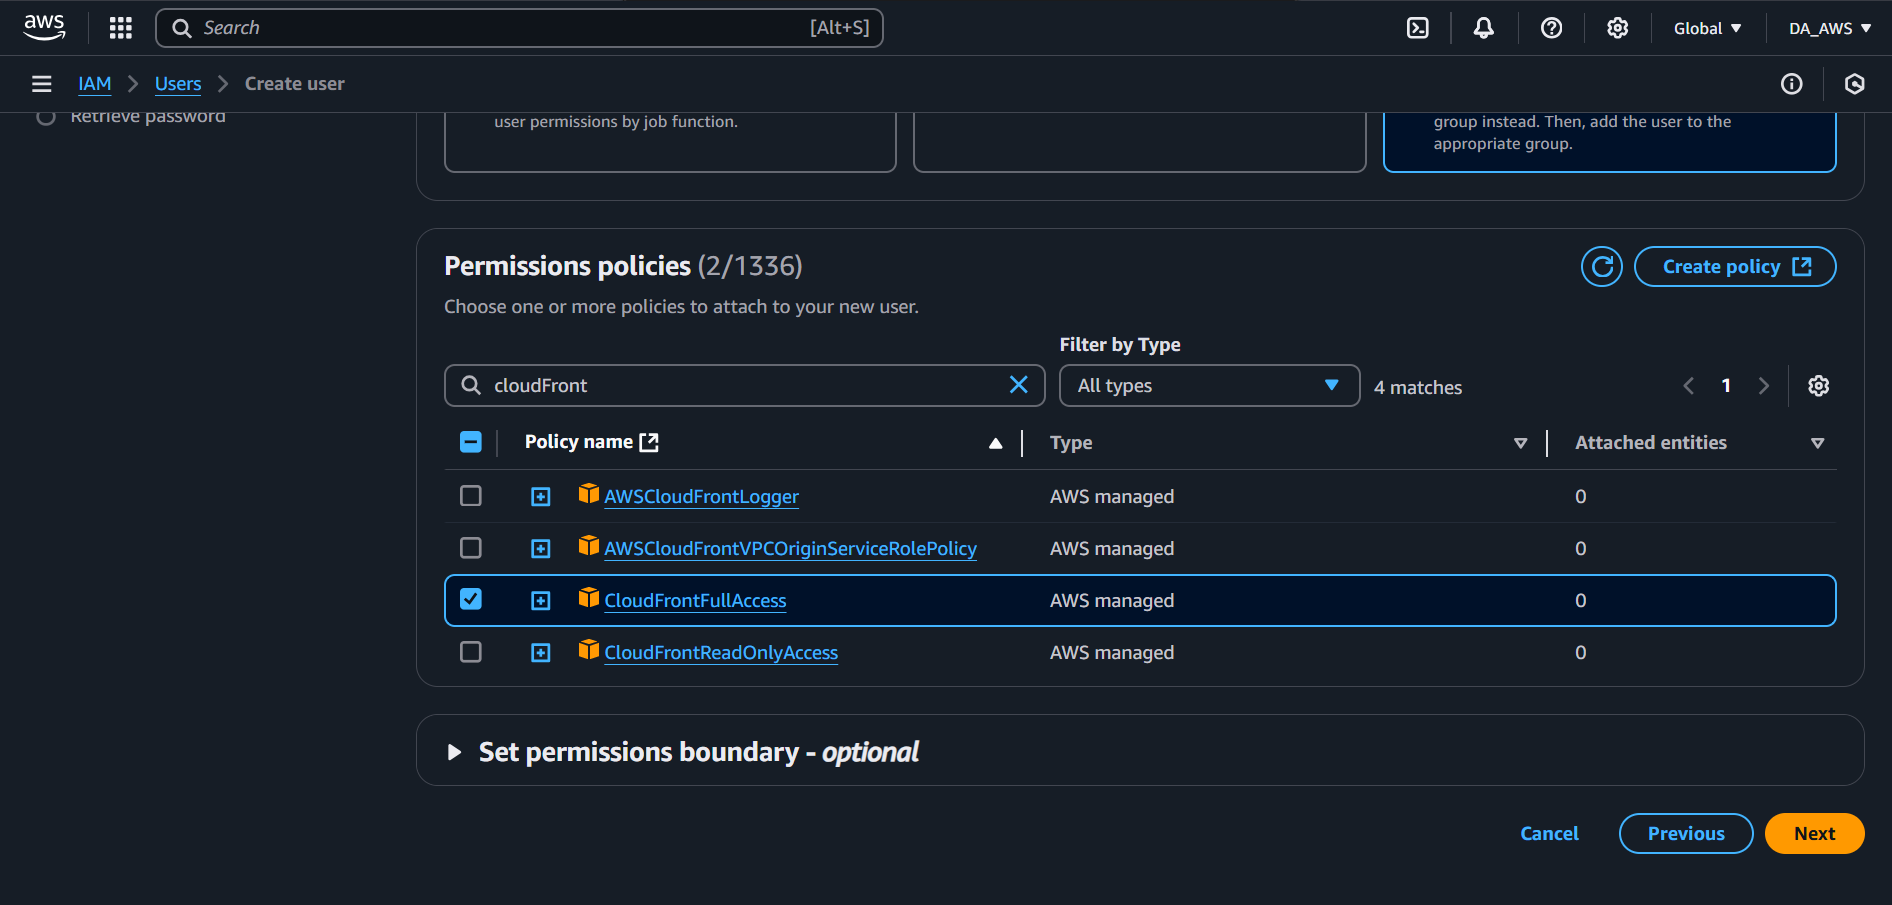 aws
Search [Alt+S]
Global
DA_AWS
IAM
Users
Create user
Retrieve password
user permissions by job function.
group instead. Then, add the user to the
appropriate group.
Permissions policies (2/1336)
Create policy
Choose one or more policies to attach to your new user.
Filter by Type
cloudFront
All types
4 matches
1
Policy name
Type
Attached entities
AWSCloudFrontLogger AWS managed 0
AWSCloudFrontVPCOriginServiceRolePolicy AWS managed 0
CloudFrontFullAccess AWS managed 0
CloudFrontReadOnlyAccess AWS managed 0
Set permissions boundary - optional
Cancel
Previous
Next